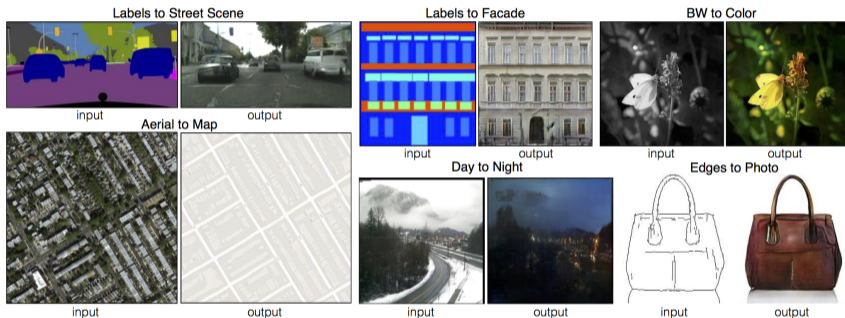 Labels to Street Scene
input
output
Aerial to Map
input
output
Labels to Facade
input
output
BW to Color
input
output
Day to Night
input
output
Edges to Photo
input
output